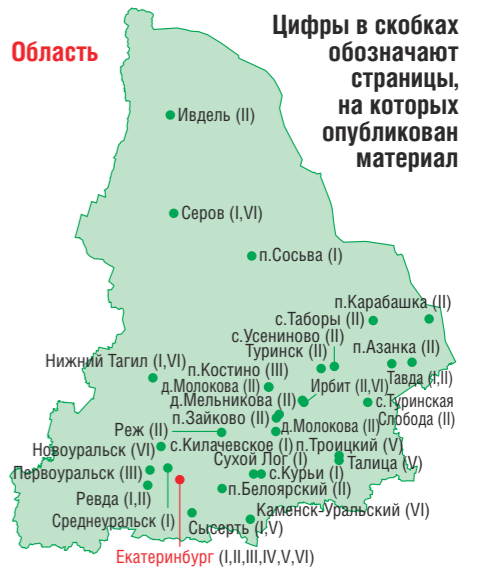 Область
Цифры в скобках
обозначают
страницы,
на которых
опубликован
материал
Ивдель (II)
Серов (I,VI)
п.Сосьва (I)
п.Карабашка (II)
с.Таборы (II)
с.Усениново (II)
Туринск (II)
п.Азанка (II)
Нижний Тагил (I,VI)
п.Костино (III)
Тавда (I,II)
д.Молокова (II)
Ирбит (II,VI)
д.Мельникова (II)
с.Туринская
Слобода (II)
п.Зайково (II)
д.Молокова (II)
Реж (II)
с.Килачевское (I)
п.Троицкий (V)
Новоуральск (VI)
Сухой Лог (I)
Талица (V)
Первоуральск (III)
с.Курьи (I)
п.Белоярский (II)
Ревда (I,II)
Каменск-Уральский (VI)
Среднеуральск (I)
Сысерть (I,V)
Екатеринбург (I,II,III,IV,V,VI)